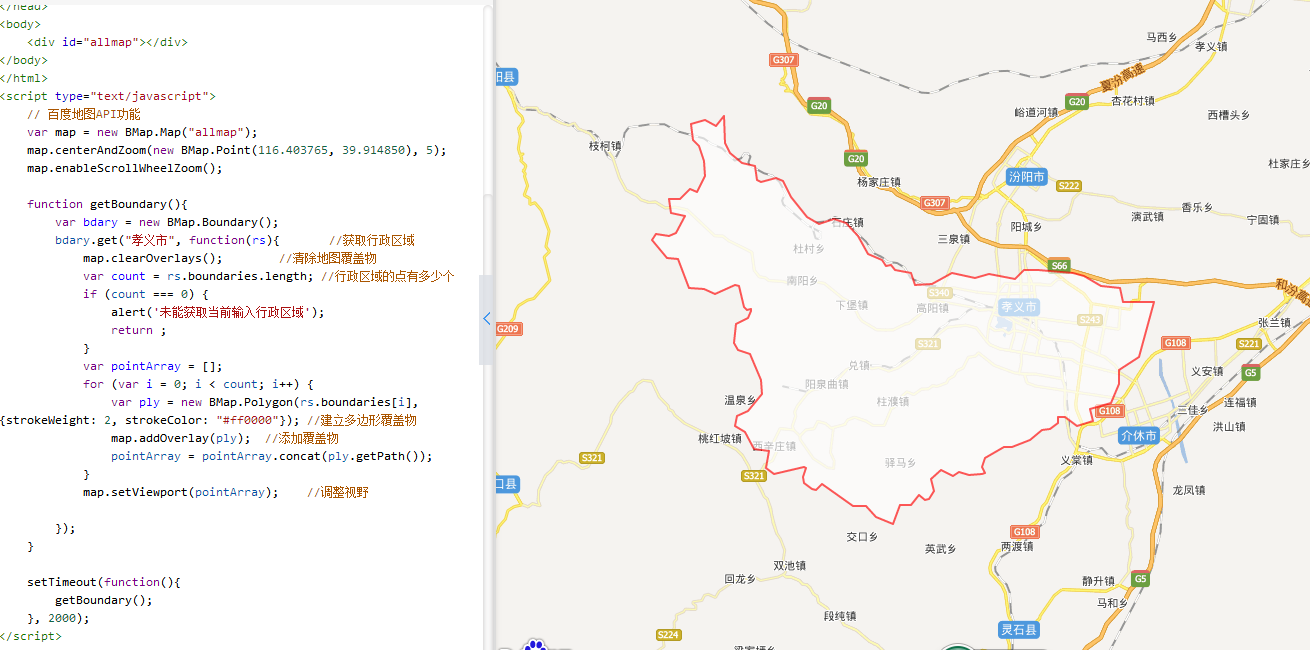 </head>
<body>
<div id="allmap"></div>
</body>
</html>
<script type="text/javascript">
// 百度地图API功能
var map = new BMap.Map("allmap");
map.centerAndZoom(new BMap.Point(116.403765, 39.914850), 5);
map.enableScrollWheelZoom();
function getBoundary(){
var bdary = new BMap.Boundary();
bdary.get("孝义市", function(rs){ //获取行政区域
map.clearOverlays(); //清除地图覆盖物
var count = rs.boundaries.length; //行政区域的点有多少个
if (count === 0) {
alert('未能获取当前输入行政区域');
return ;
}
var pointArray = [];
for (var i = 0; i < count; i++) {
var ply = new BMap.Polygon(rs.boundaries[i],
{strokeWeight: 2, strokeColor: "#ff0000"}); //建立多边形覆盖物
map.addOverlay(ply); //添加覆盖物
pointArray = pointArray.concat(ply.getPath());
}
map.setViewport(pointArray); //调整视野
});
}
setTimeout(function(){
getBoundary();
}, 2000);
</script>
马西乡
孝义镇
G307
阳县
夏汾高速
G20
G20
杏花村镇
峪道河镇
西槽头乡
枝柯镇
G20
杜家庄乡
杨家庄镇
汾阳市
S222
G307
香乐乡
演武镇
宁固镇
石庄镇
阳城乡
三泉镇
杜村乡
S66
南阳乡
S340
和汾高速
下堡镇
高阳镇
孝义市
S243
张兰镇
G209
S321
G108
S221
兑镇
义安镇
G5
阳泉曲镇
温泉乡
柱濮镇
连福镇
G108
三佳乡
洪山镇
桃红坡镇
西辛庄镇
介休市
S321
驿马乡
义棠镇
S321
口县
龙凤镇
G108
交口乡
英武乡
两渡镇
双池镇
回龙乡
静升镇
G5
马和乡
段纯镇
灵石县
S224
梁家墕乡